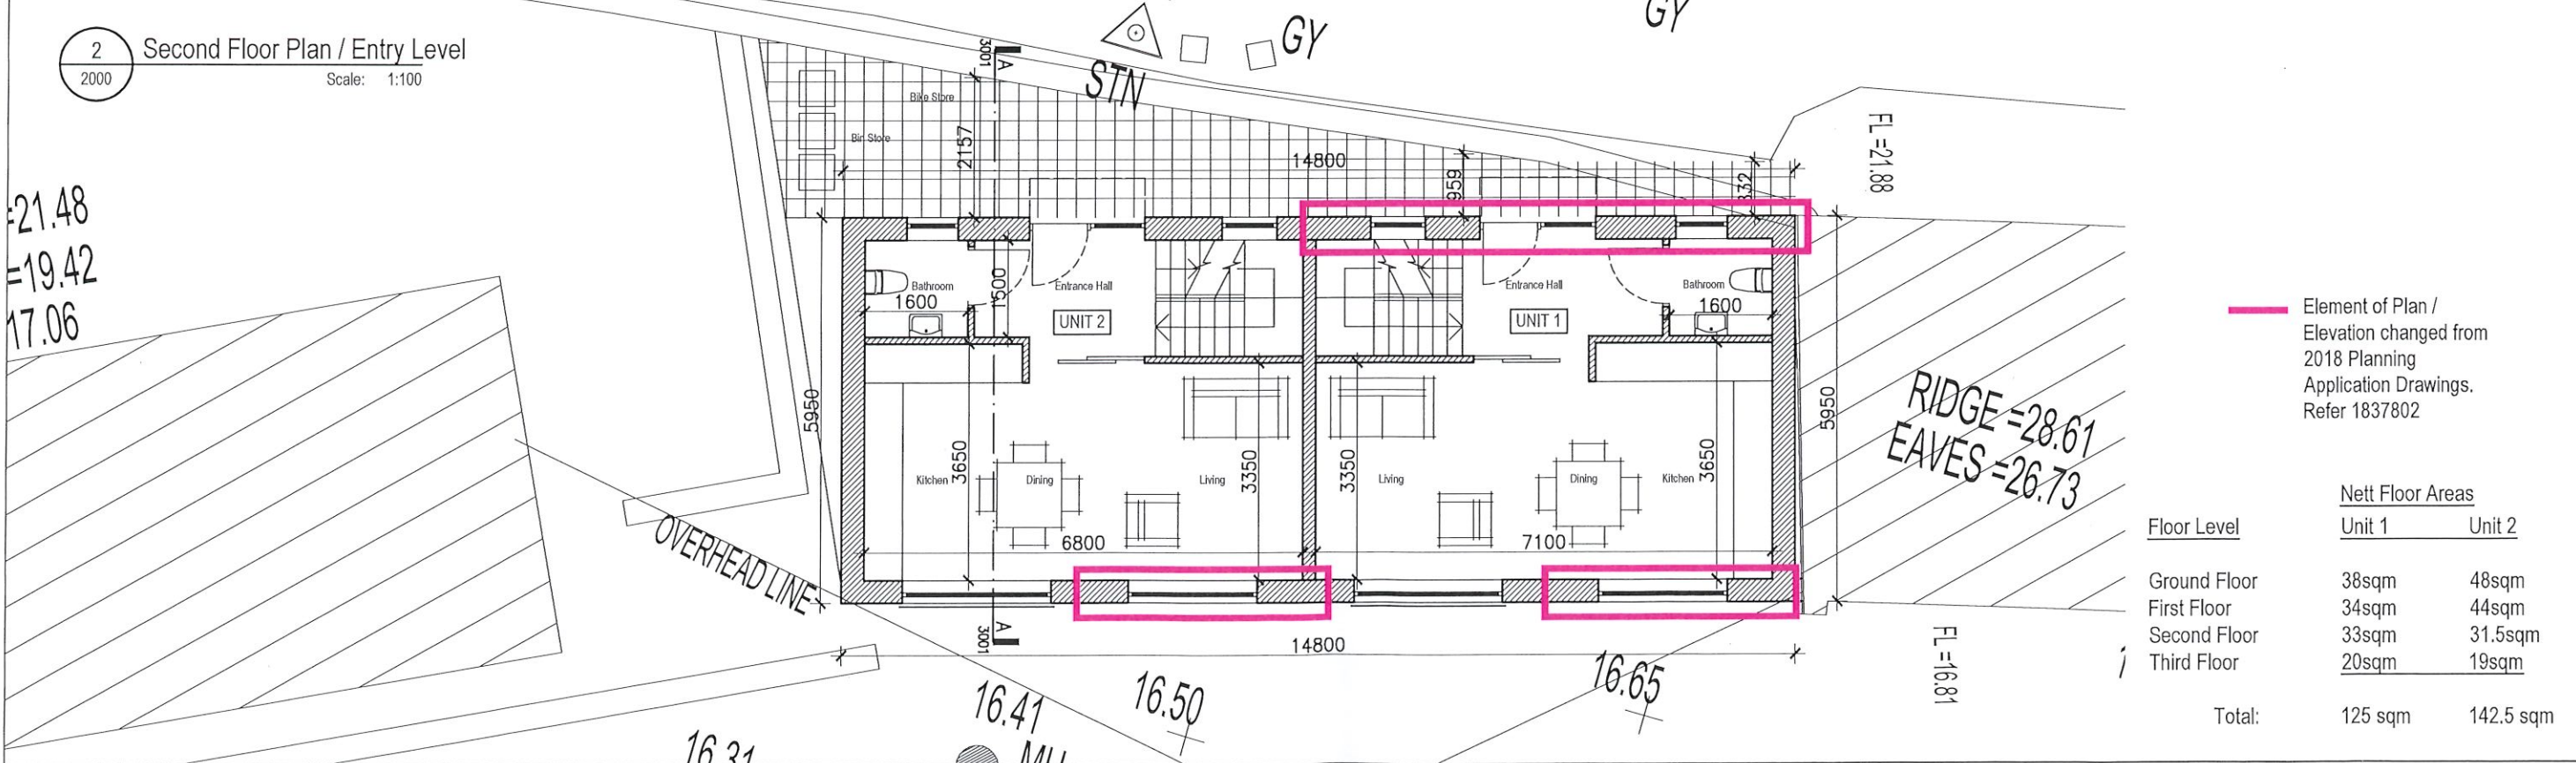 2
2000
Second Floor Plan / Entry Level
Scale: 1:100
GY
GY
STN
3001
A
Bike Store
Bin Store
2157
14800
959
332
FL =21.88
=21.48
=19.42
17.06
Bathroom
1600
1500
Entrance Hall
UNIT 2
Entrance Hall
UNIT 1
Bathroom
1600
5950
Kitchen
3650
Dining
Living
3350
3350
Living
Dining
Kitchen
3650
5950
6800
7100
OVERHEAD LINE
A
3001
14800
16.41
16.50
16.65
16.31
MH
RIDGE =28.61
EAVES =26.73
FL =16.81
Element of Plan /
Elevation changed from
2018 Planning
Application Drawings.
Refer 1837802
Nett Floor Areas
Floor Level Unit 1 Unit 2
Ground Floor 38sqm 48sqm
First Floor 34sqm 44sqm
Second Floor 33sqm 31.5sqm
Third Floor 20sqm 19sqm
Total: 125 sqm 142.5 sqm